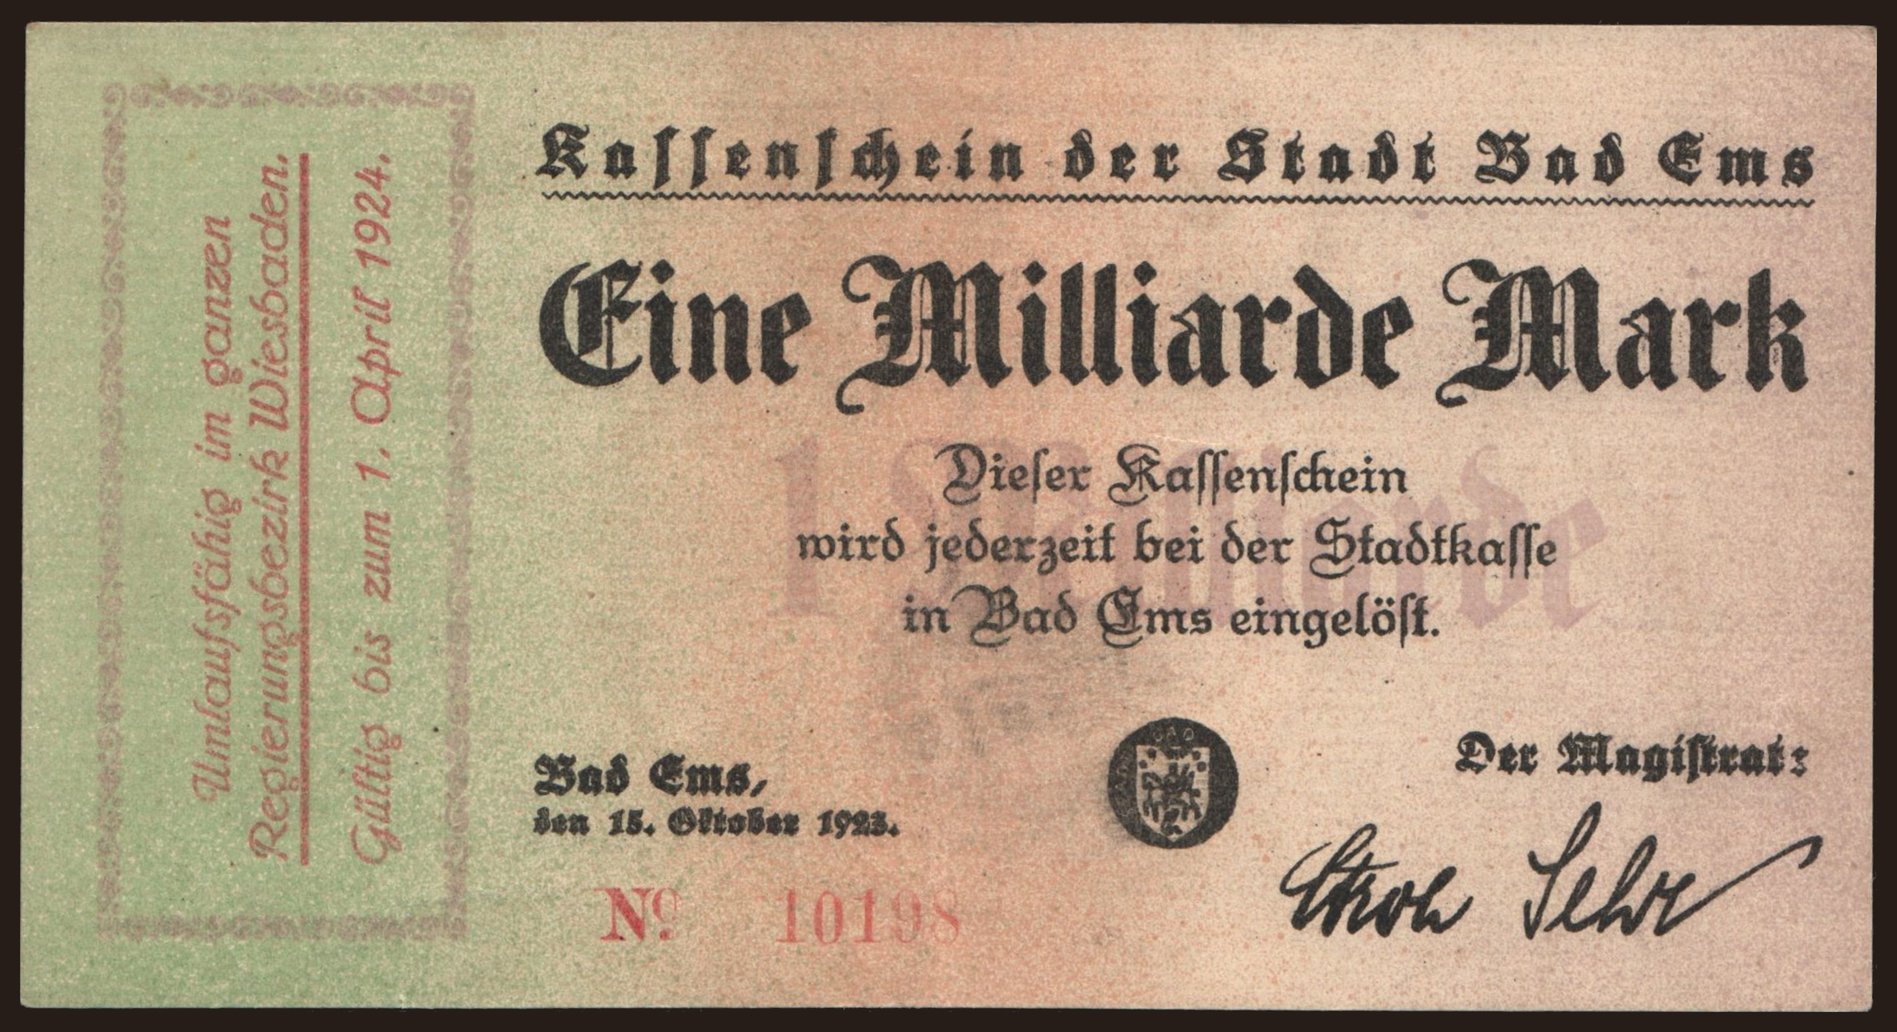 Umlaufsfähig im ganzen
Regierungsbezirk Wiesbaden.
Gültig bis zum 1. April 1924.
Kassenschein der Stadt Bad Ems
Eine Milliarde Mark
1 Milliarde
Dieser Kassenschein
wird jederzeit bei der Stadtkasse
in Bad Ems eingelöst.
Bad Ems,
den 15. Oktober 1923.
Der Magistrat:
No 10198